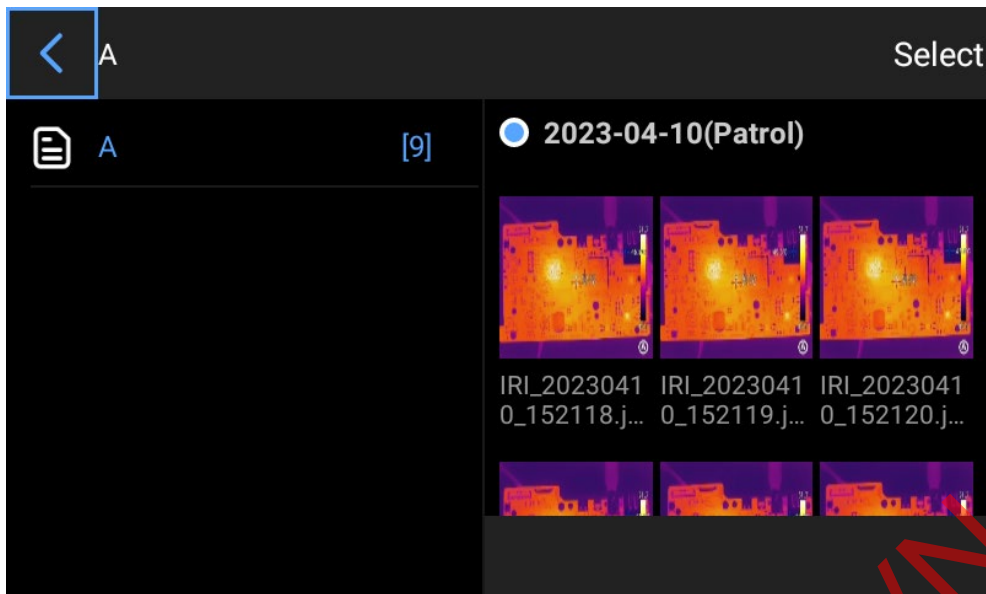 A
Select
A
[9]
2023-04-10(Patrol)
IRI_2023041
0_152118.j...
IRI_2023041
0_152119.j...
IRI_2023041
0_152120.j...